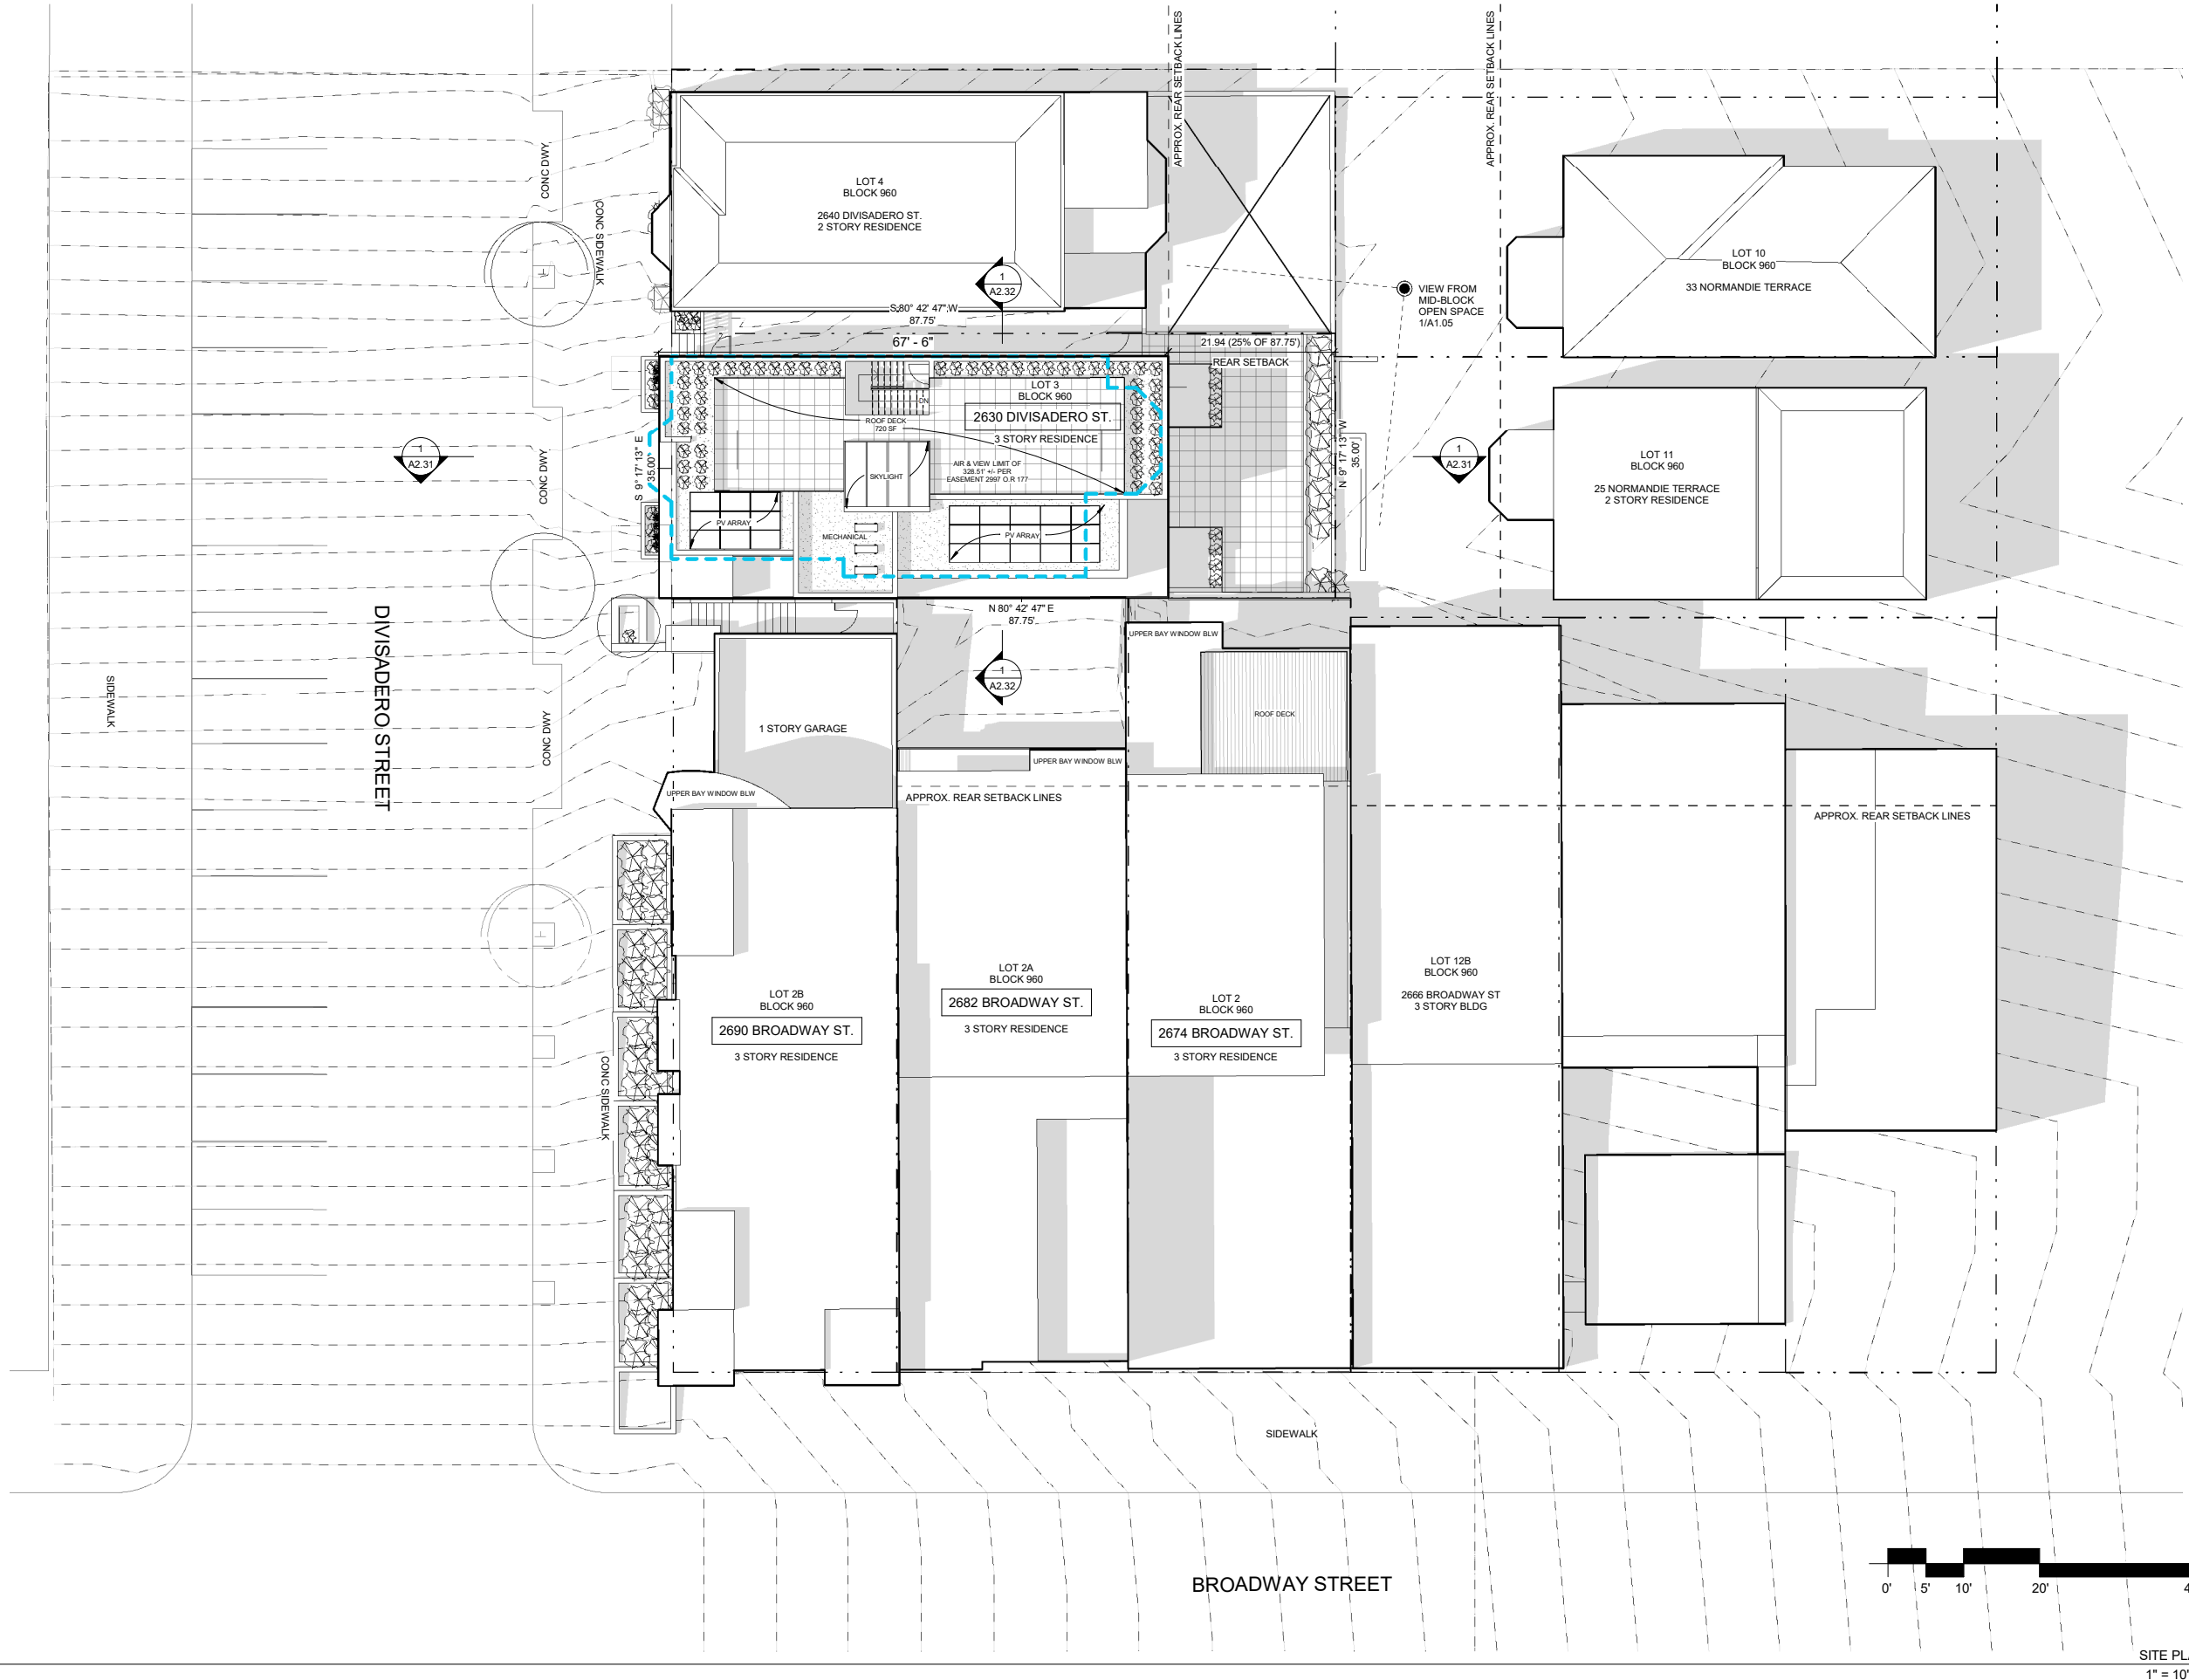 APPROX. REAR SETBACK LINES
APPROX. REAR SETBACK LINES
CONC DWY
CONC SIDEWALK
LOT 4
BLOCK 960
2640 DIVISADERO ST.
2 STORY RESIDENCE
1
A2.32
S 80° 42' 47" W
87.75'
67' - 6"
21.94 (25% OF 87.75')
REAR SETBACK
VIEW FROM
MID-BLOCK
OPEN SPACE
1/A1.05
LOT 10
BLOCK 960
33 NORMANDIE TERRACE
LOT 3
BLOCK 960
2630 DIVISADERO ST.
3 STORY RESIDENCE
DN
ROOF DECK
720 SF
SKYLIGHT
AIR & VIEW LIMIT OF
328.51' +/- PER
EASEMENT 2997 O.R 177
PV ARRAY
MECHANICAL
PV ARRAY
S 9° 17' 13" E
35.00'
N 9° 17' 13" W
35.00'
1
A2.31
CONC DWY
1
A2.31
LOT 11
BLOCK 960
25 NORMANDIE TERRACE
2 STORY RESIDENCE
N 80° 42' 47" E
87.75'
1
A2.32
UPPER BAY WINDOW BLW
ROOF DECK
DIVISADERO STREET
SIDEWALK
CONC DWY
1 STORY GARAGE
UPPER BAY WINDOW BLW
UPPER BAY WINDOW BLW
APPROX. REAR SETBACK LINES
APPROX. REAR SETBACK LINES
LOT 2B
BLOCK 960
2690 BROADWAY ST.
3 STORY RESIDENCE
LOT 2A
BLOCK 960
2682 BROADWAY ST.
3 STORY RESIDENCE
LOT 2
BLOCK 960
2674 BROADWAY ST.
3 STORY RESIDENCE
LOT 12B
BLOCK 960
2666 BROADWAY ST
3 STORY BLDG
CONC SIDEWALK
SIDEWALK
BROADWAY STREET
0' 5' 10' 20' 4
SITE PL
1" = 10'